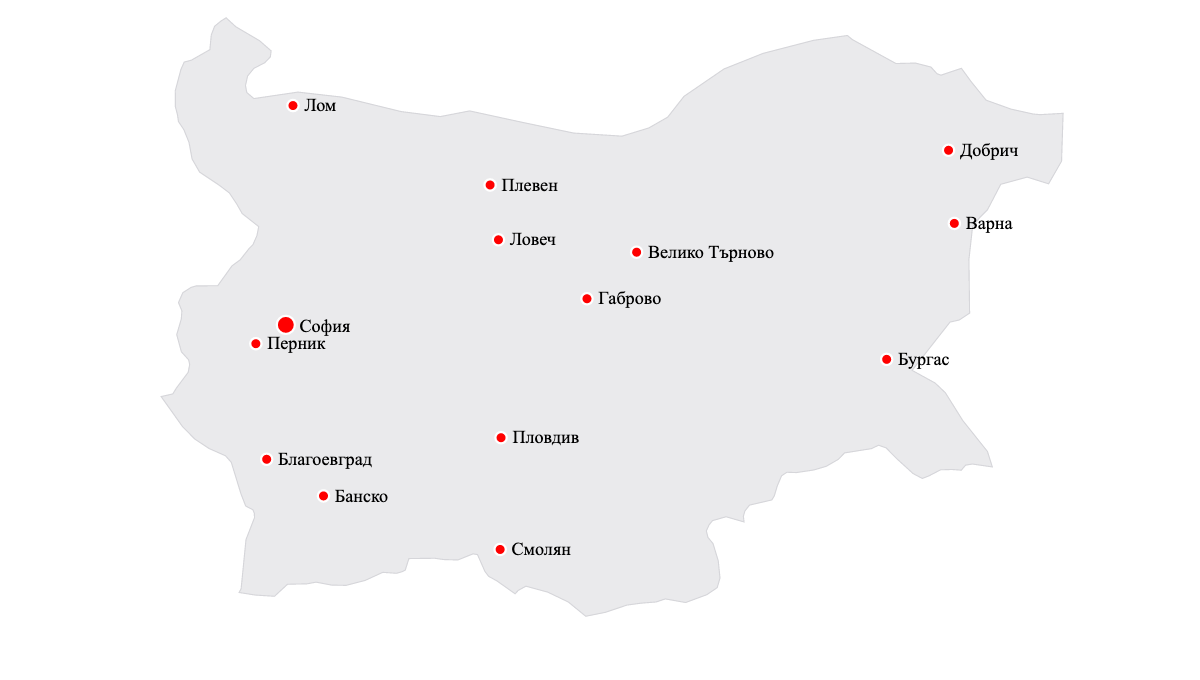 Лом
Добрич
Плевен
Варна
Ловеч
Велико Търново
Габрово
София
Перник
Бургас
Пловдив
Благоевград
Банско
Смолян